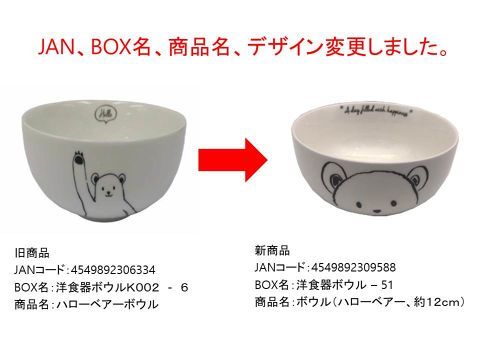 JAN、BOX名、商品名、デザイン変更しました。
Hello
*A day filled with happiness*
旧商品
JANコード：4549892306334
BOX名：洋食器ボウルK002 - 6
商品名：ハローベアーボウル
新商品
JANコード：4549892309588
BOX名：洋食器ボウル – 51
商品名：ボウル（ハローベアー、約12cm）